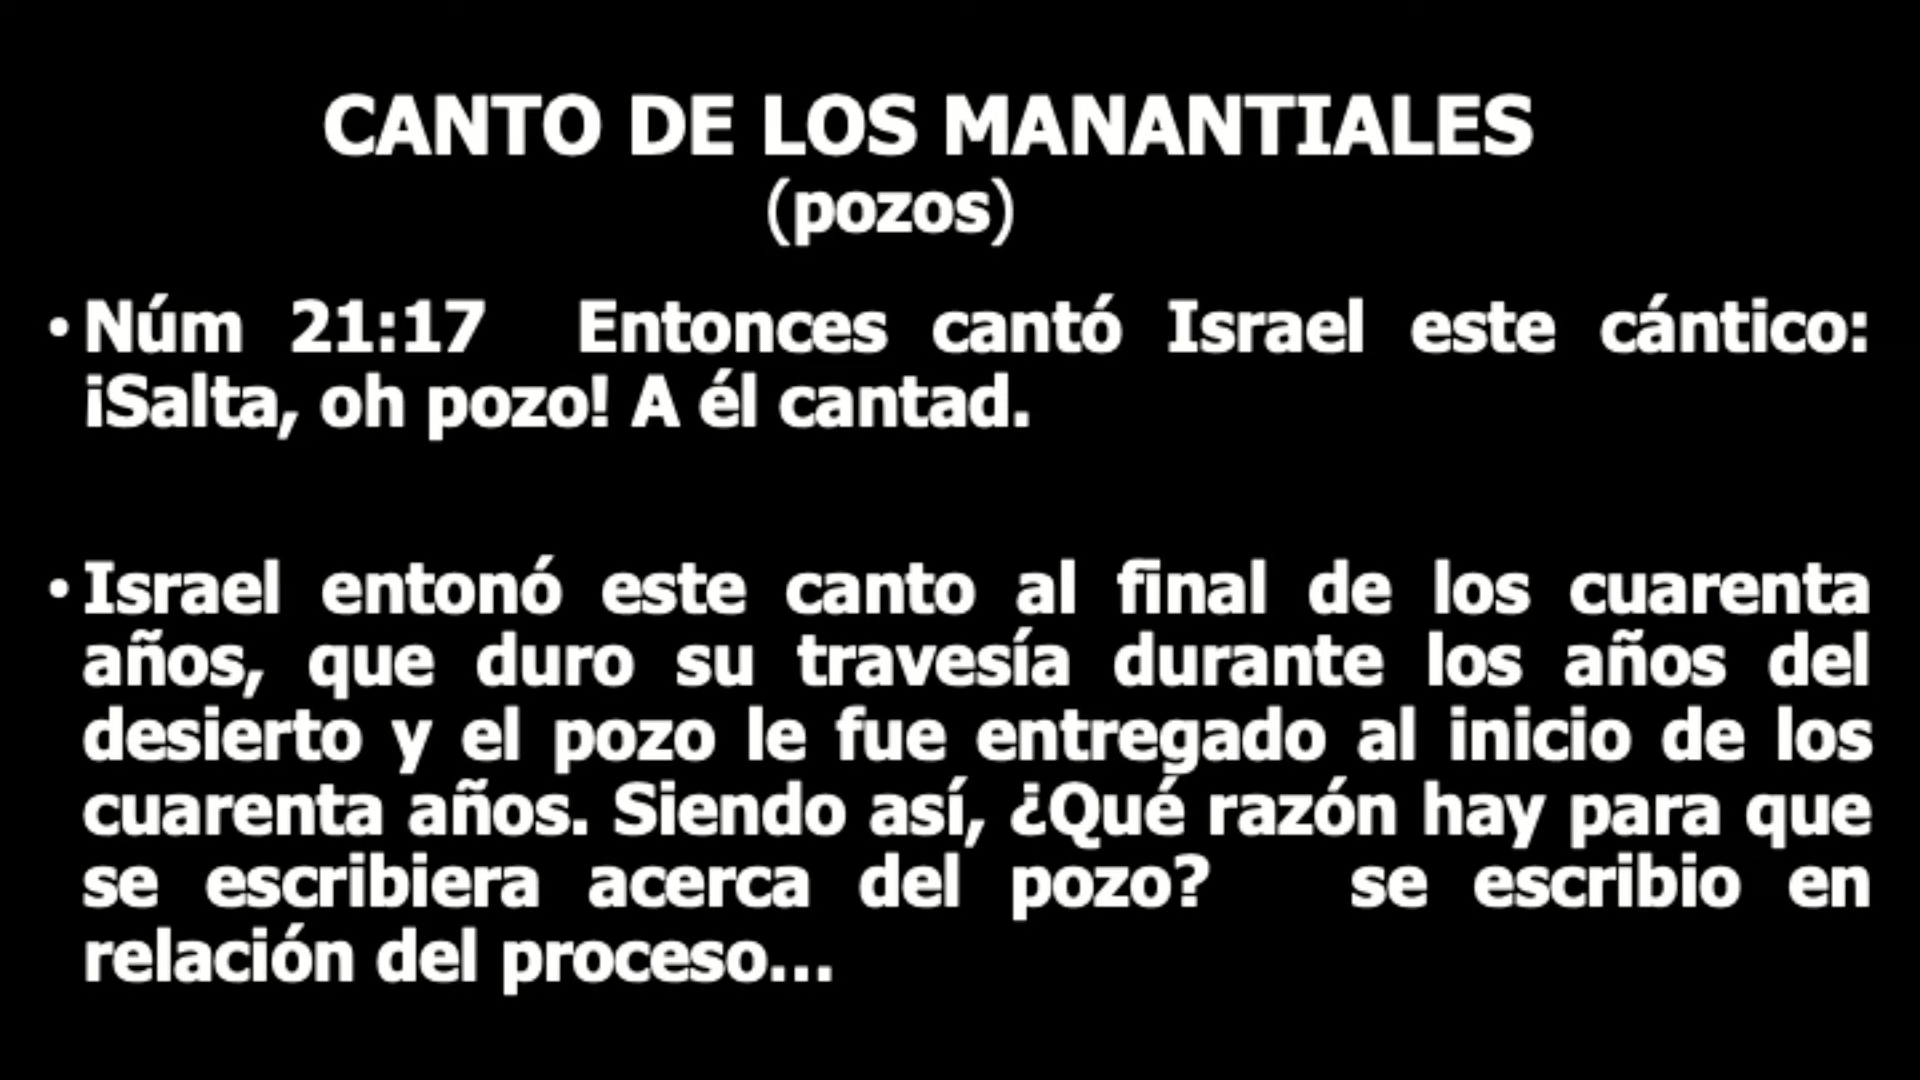 CANTO DE LOS MANANTIALES
(pozos)
• Núm 21:17 Entonces cantó Israel este cántico:
¡Salta, oh pozo! A él cantad.
• Israel entonó este canto al final de los cuarenta
años, que duro su travesía durante los años del
desierto y el pozo le fue entregado al inicio de los
cuarenta años. Siendo así, ¿Qué razón hay para que
se escribiera acerca del pozo? se escribio en
relación del proceso...